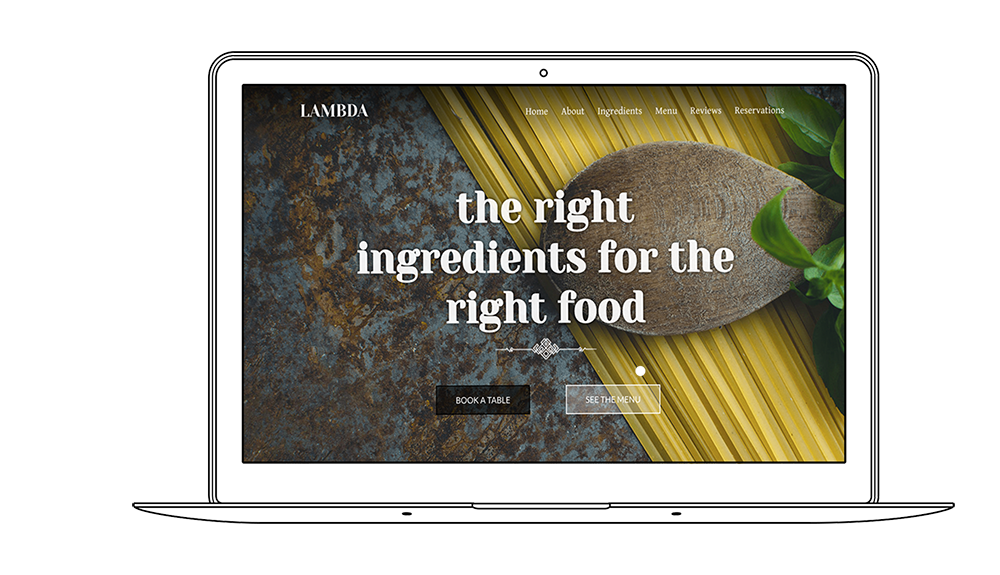 LAMBDA
Home About Ingredients Menu Reviews Reservations
the right
ingredients for the
right food
BOOK A TABLE
SEE THE MENU